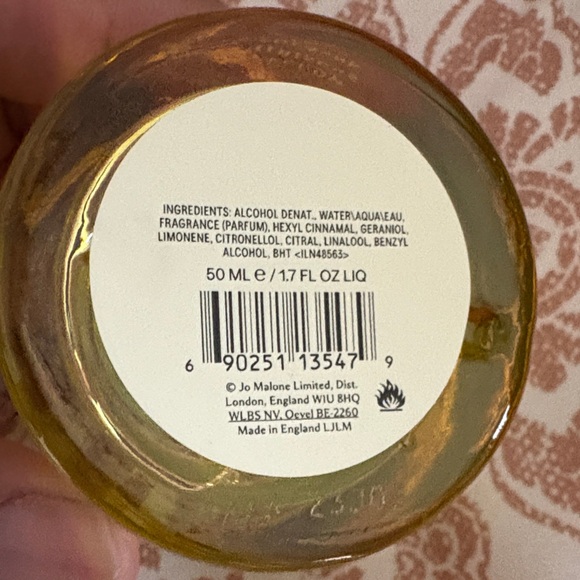 INGREDIENTS: ALCOHOL DENAT., WATER\AQUA\EAU,
FRAGRANCE (PARFUM), HEXYL CINNAMAL, GERANIOL,
LIMONENE, CITRONELLOL, CITRAL, LINALOOL, BENZYL
ALCOHOL, BHT <ILN48563>
50 ML e / 1.7 FL OZ LIQ
6 90251 13547 9
© Jo Malone Limited, Dist.
London, England W1U 8HQ
WLBS NV, Oevel BE-2260
Made in England LJLM